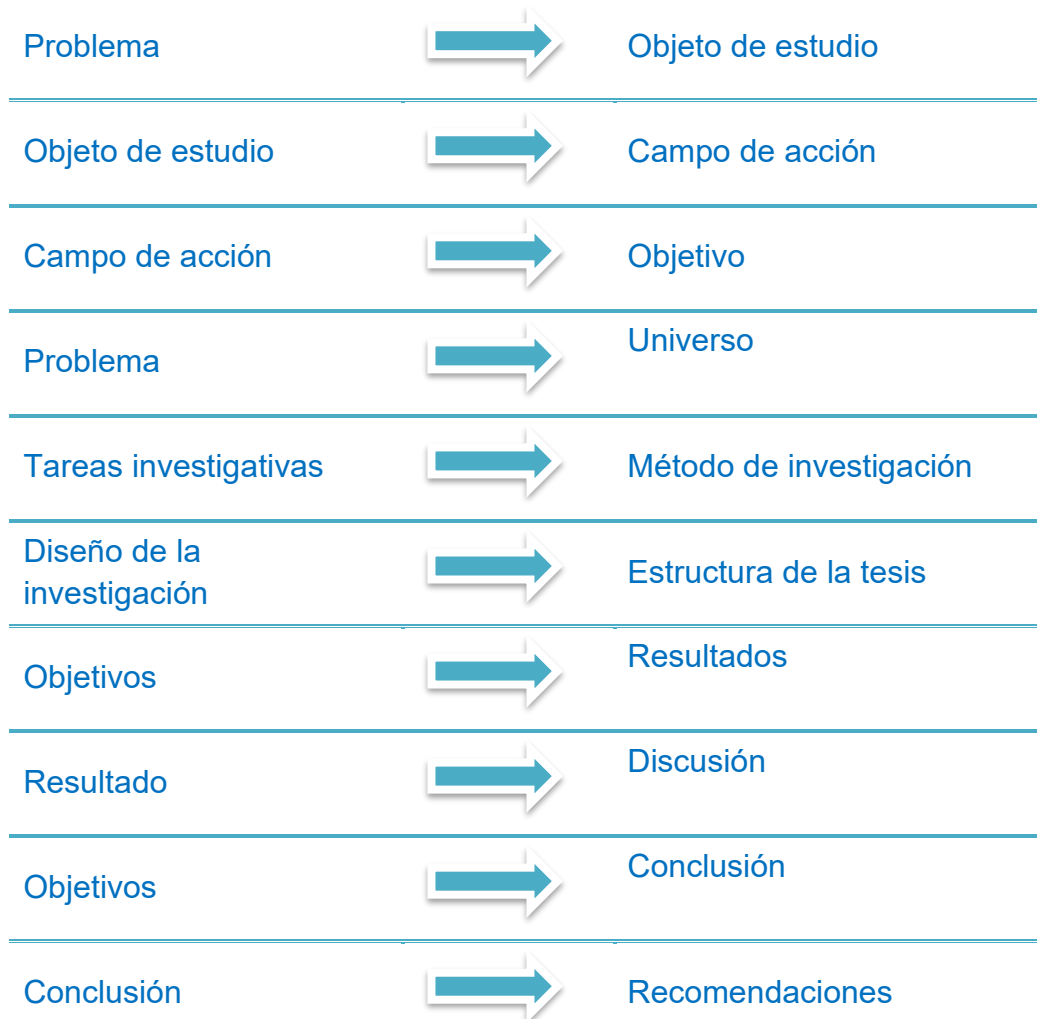 Problema
Objeto de estudio
Objeto de estudio
Campo de acción
Campo de acción
Objetivo
Problema
Universo
Tareas investigativas
Método de investigación
Diseño de la
investigación
Estructura de la tesis
Objetivos
Resultados
Resultado
Discusión
Objetivos
Conclusión
Conclusión
Recomendaciones